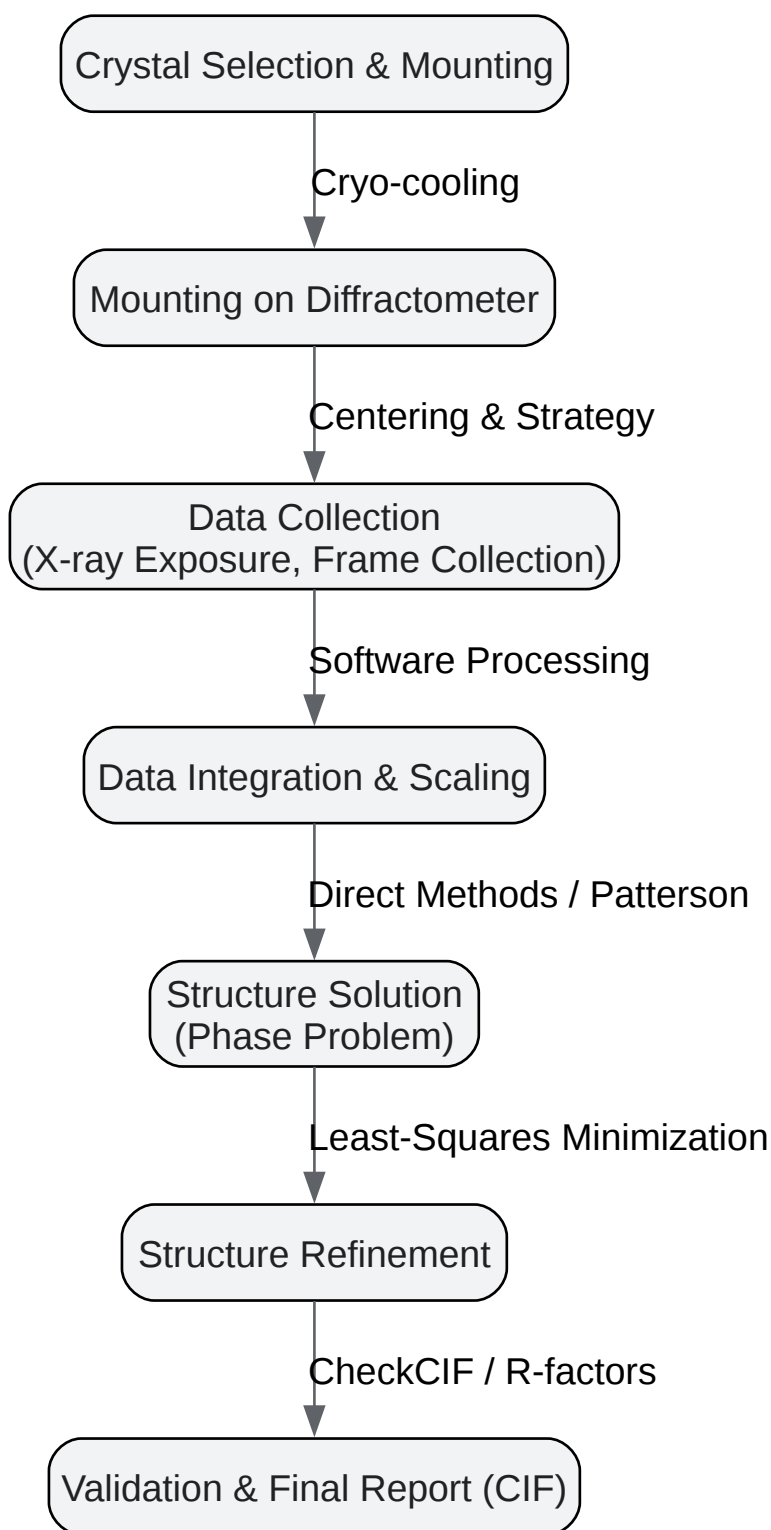 Crystal Selection & Mounting
Cryo-cooling
Mounting on Diffractometer
Centering & Strategy
Data Collection
(X-ray Exposure, Frame Collection)
Software Processing
Data Integration & Scaling
Direct Methods / Patterson
Structure Solution
(Phase Problem)
Least-Squares Minimization
Structure Refinement
CheckCIF / R-factors
Validation & Final Report (CIF)